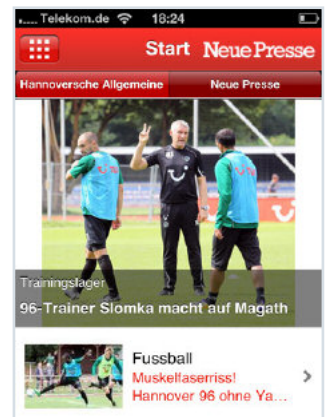 Telekom.de 18:24
Start Neue Presse
Hannoversche Allgemeine Neue Presse
Trainingslager
96-Trainer Slomka macht auf Magath
Fussball
Muskelfaserriss!
Hannover 96 ohne Ya...